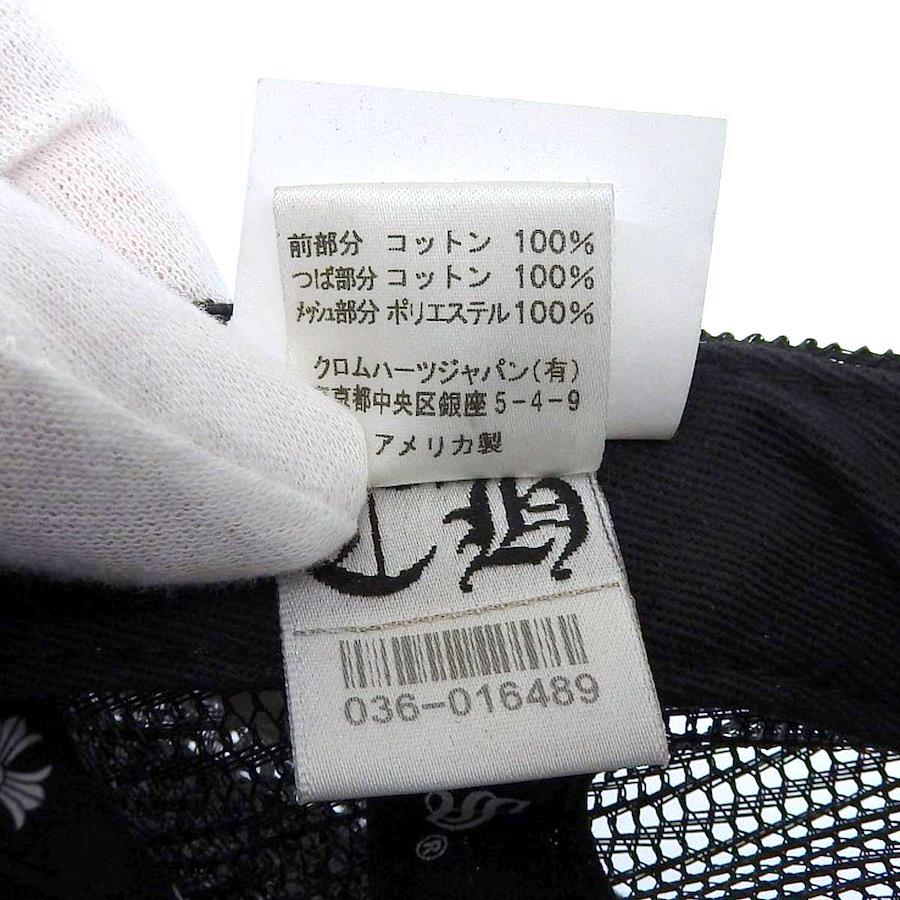 前部分 コットン 100%
つば部分 コットン 100%
メッシュ部分 ポリエステル 100%
クロムハーツジャパン(有)
京都中央区銀座5-4-9
アメリカ製
CH
036-016489
®